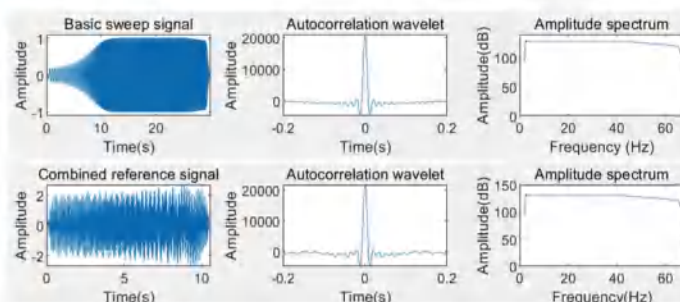 Basic sweep signal
Amplitude
1
0
-1
10
20
Time(s)
Autocorrelation wavelet
Amplitude
20000
10000
0
-0.2
0
0.2
Time(s)
Amplitude spectrum
Amplitude(dB)
100
50
0
0
20
40
60
Frequency (Hz)
Combined reference signal
Amplitude
2
0
-2
0
5
10
Time(s)
Autocorrelation wavelet
Amplitude
20000
10000
0
-0.2
0
0.2
Time(s)
Amplitude spectrum
Amplitude(dB)
150
100
50
0
0
20
40
60
Frequency(Hz)